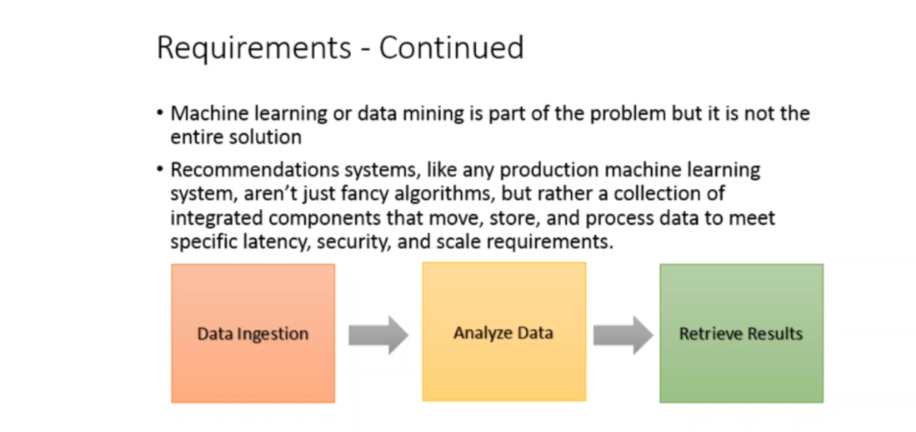 Requirements - Continued
• Machine learning or data mining is part of the problem but it is not the
entire solution
• Recommendations systems, like any production machine learning
system, aren't just fancy algorithms, but rather a collection of
integrated components that move, store, and process data to meet
specific latency, security, and scale requirements.
Data Ingestion
Analyze Data
Retrieve Results